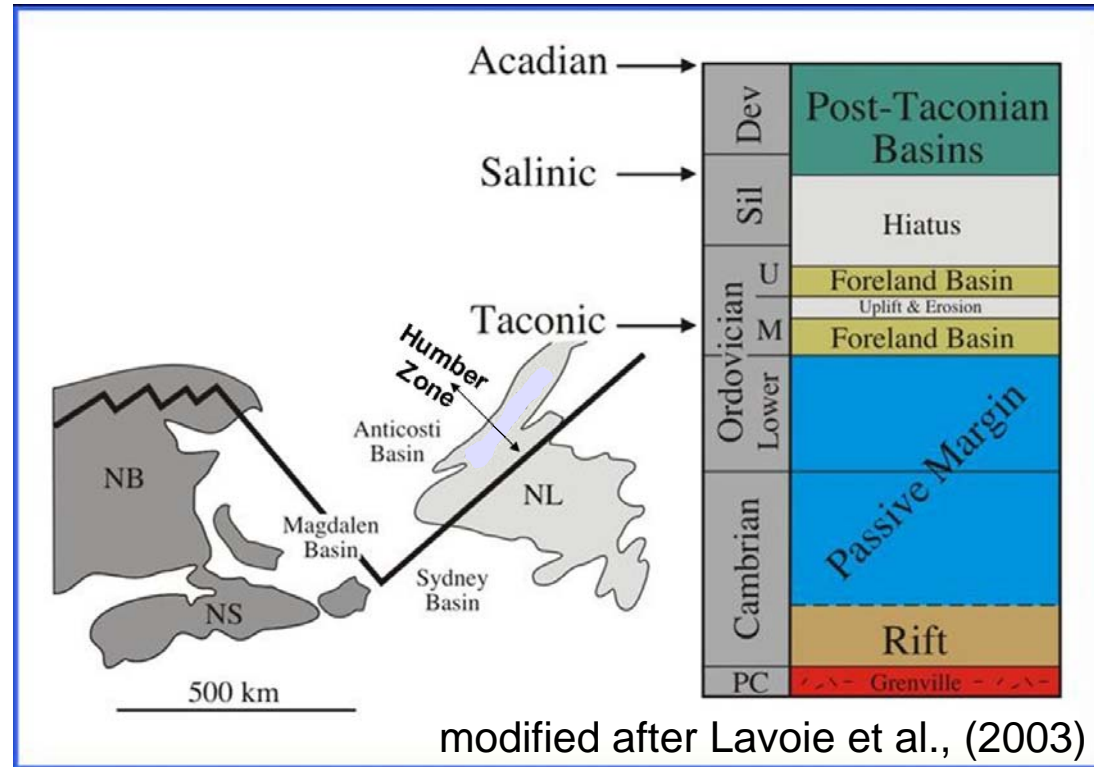 Acadian
Salinic
Taconic
Humber
Zone
Anticosti
Basin
NB
NL
Magdalen
Basin
Sydney
Basin
NS
500 km
Dev
Sil
Ordovician
U
M
Lower
Cambrian
PC
Post-Taconian
Basins
Hiatus
Foreland Basin
Uplift & Erosion
Foreland Basin
Passive Margin
Rift
Grenville
modified after Lavoie et al., (2003)